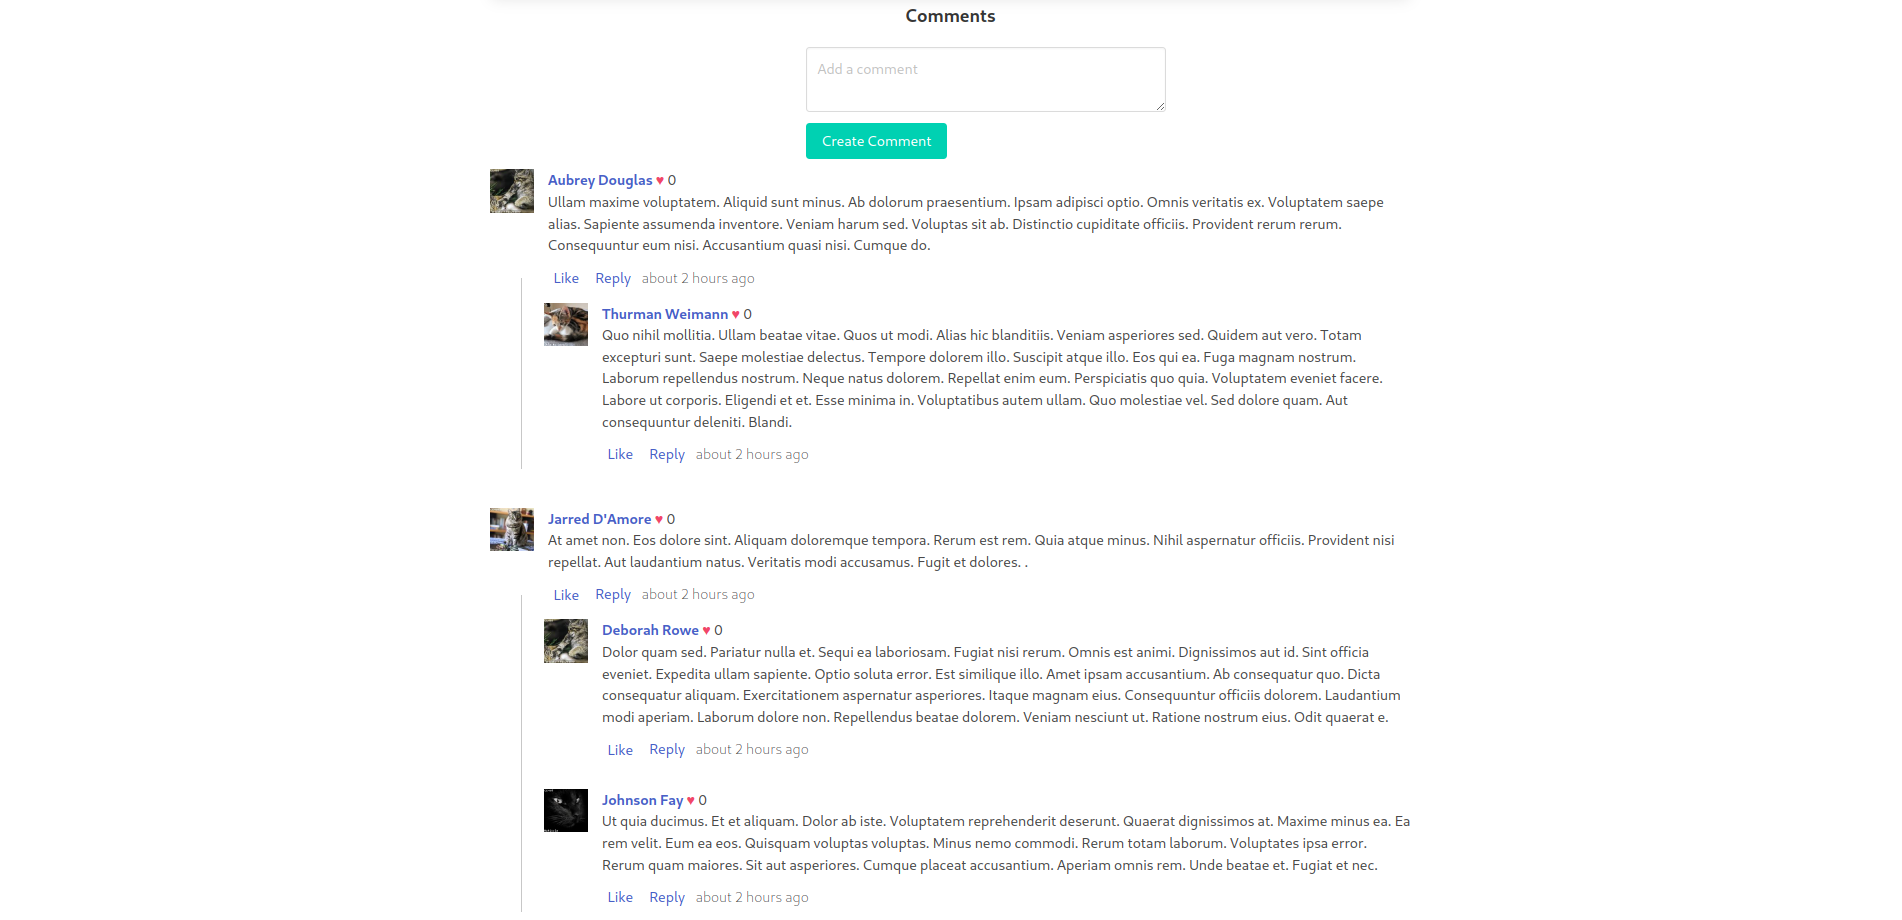 Comments
Add a comment
Create Comment
Aubrey Douglas ♥ 0
Ullam maxime voluptatem. Aliquid sunt minus. Ab dolorum praesentium. Ipsam adipisci optio. Omnis veritatis ex. Voluptatem saepe
alias. Sapiente assumenda inventore. Veniam harum sed. Voluptas sit ab. Distinctio cupiditate officiis. Provident rerum rerum.
Consequuntur eum nisi. Accusantium quasi nisi. Cumque do.
Like Reply about 2 hours ago
Thurman Weimann ♥ 0
Quo nihil mollitia. Ullam beatae vitae. Quos ut modi. Alias hic blanditiis. Veniam asperiores sed. Quidem aut vero. Totam
excepturi sunt. Saepe molestiae delectus. Tempore dolorem illo. Suscipit atque illo. Eos qui ea. Fuga magnam nostrum.
Laborum repellendus nostrum. Neque natus dolorem. Repellat enim eum. Perspiciatis quo quia. Voluptatem eveniet facere.
Labore ut corporis. Eligendi et et. Esse minima in. Voluptatibus autem ullam. Quo molestiae vel. Sed dolore quam. Aut
consequuntur deleniti. Blandi.
Like Reply about 2 hours ago
Jarred D'Amore ♥ 0
At amet non. Eos dolore sint. Aliquam doloremque tempora. Rerum est rem. Quia atque minus. Nihil aspernatur officiis. Provident nisi
repellat. Aut laudantium natus. Veritatis modi accusamus. Fugit et dolores. .
Like Reply about 2 hours ago
Deborah Rowe ♥ 0
Dolor quam sed. Pariatur nulla et. Sequi ea laboriosam. Fugiat nisi rerum. Omnis est animi. Dignissimos aut id. Sint officia
eveniet. Expedita ullam sapiente. Optio soluta error. Est similique illo. Amet ipsam accusantium. Ab consequatur quo. Dicta
consequatur aliquam. Exercitationem aspernatur asperiores. Itaque magnam eius. Consequuntur officiis dolorem. Laudantium
modi aperiam. Laborum dolore non. Repellendus beatae dolorem. Veniam nesciunt ut. Ratione nostrum eius. Odit quaerat e.
Like Reply about 2 hours ago
Johnson Fay ♥ 0
Ut quia ducimus. Et et aliquam. Dolor ab iste. Voluptatem reprehenderit deserunt. Quaerat dignissimos at. Maxime minus ea. Ea
rem velit. Eum ea eos. Quisquam voluptas voluptas. Minus nemo commodi. Rerum totam laborum. Voluptates ipsa error.
Rerum quam maiores. Sit aut asperiores. Cumque placeat accusantium. Aperiam omnis rem. Unde beatae et. Fugiat et nec.
Like Reply about 2 hours ago